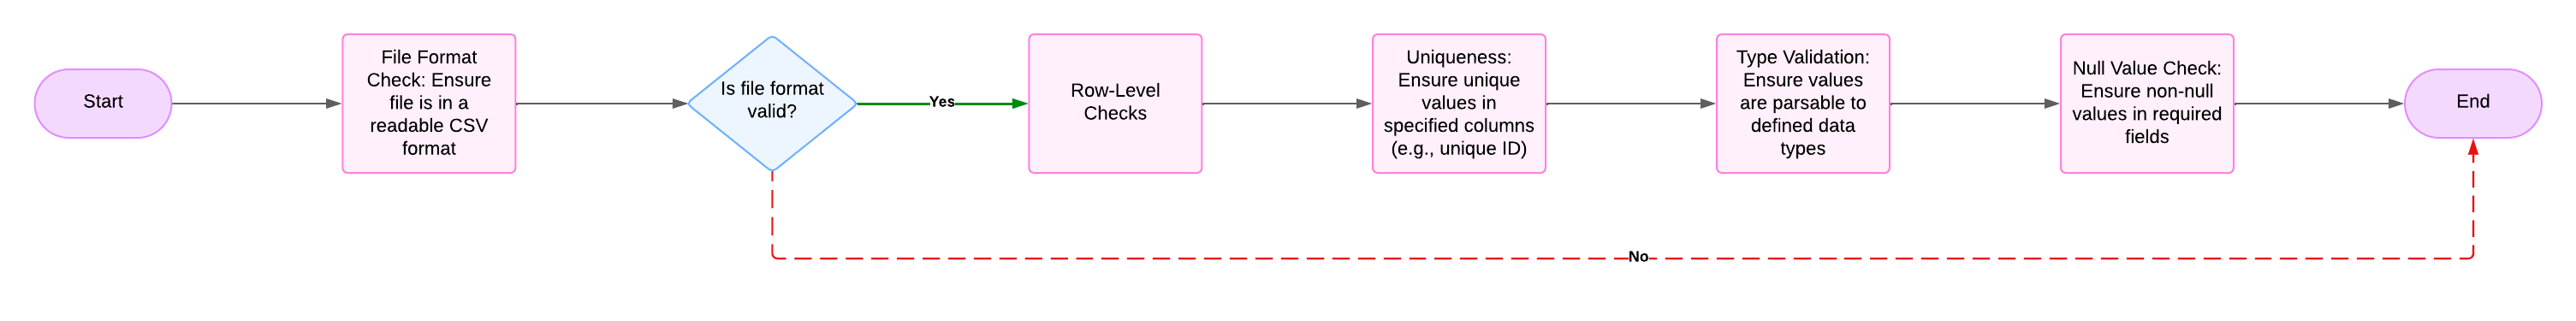 Start
File Format
Check: Ensure
file is in a
readable CSV
format
Is file format
valid?
Yes
Row-Level
Checks
Uniqueness:
Ensure unique
values in
specified columns
(e.g., unique ID)
Type Validation:
Ensure values
are parsable to
defined data
types
Null Value Check:
Ensure non-null
values in required
fields
End
No